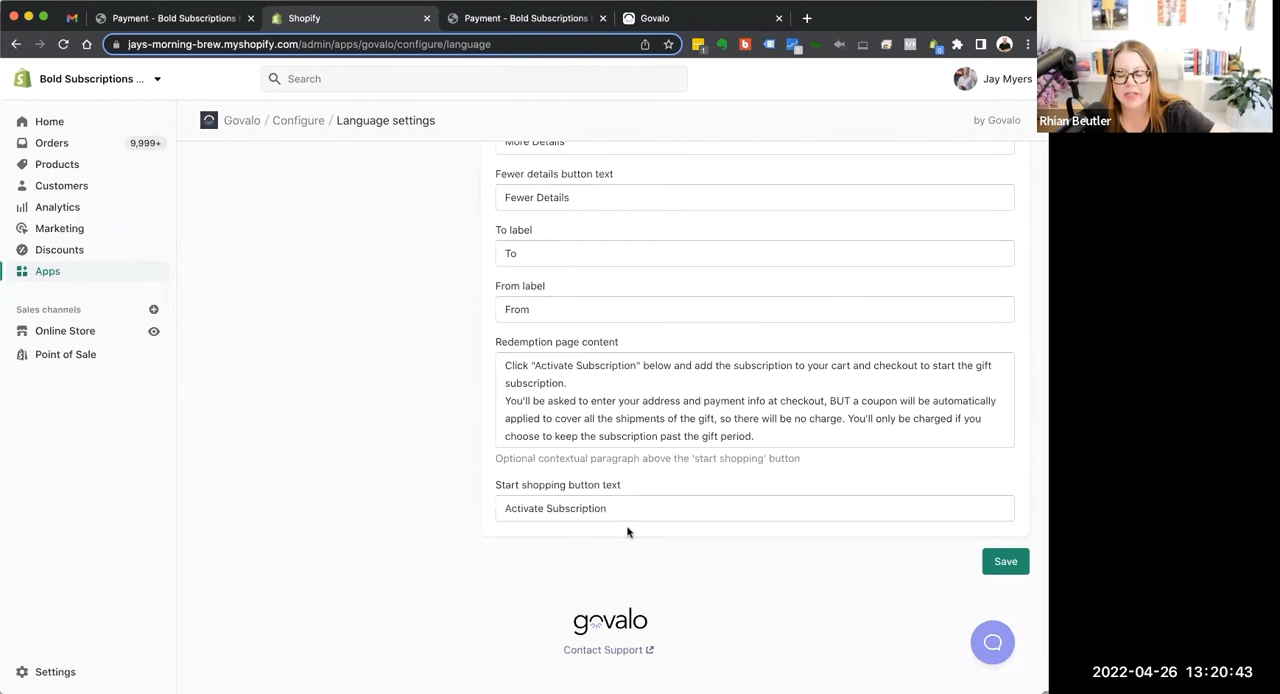 Payment - Bold Subscriptions
Shopify
Payment - Bold Subscriptions
Govalo
jays-morning-brew.myshopify.com/admin/apps/govalo/configure/language
Bold Subscriptions ...
Search
Jay Myers
Rhian Beutler
Home
Orders
9,999+
Products
Customers
Analytics
Marketing
Discounts
Apps
Sales channels
Online Store
Point of Sale
Settings
Govalo / Configure / Language settings
by Govalo
More Details
Fewer details button text
Fewer Details
To label
To
From label
From
Redemption page content
Click "Activate Subscription" below and add the subscription to your cart and checkout to start the gift
subscription.
You'll be asked to enter your address and payment info at checkout, BUT a coupon will be automatically
applied to cover all the shipments of the gift, so there will be no charge. You'll only be charged if you
choose to keep the subscription past the gift period.
Optional contextual paragraph above the 'start shopping' button
Start shopping button text
Activate Subscription
Save
govalo
Contact Support
2022-04-26 13:20:43